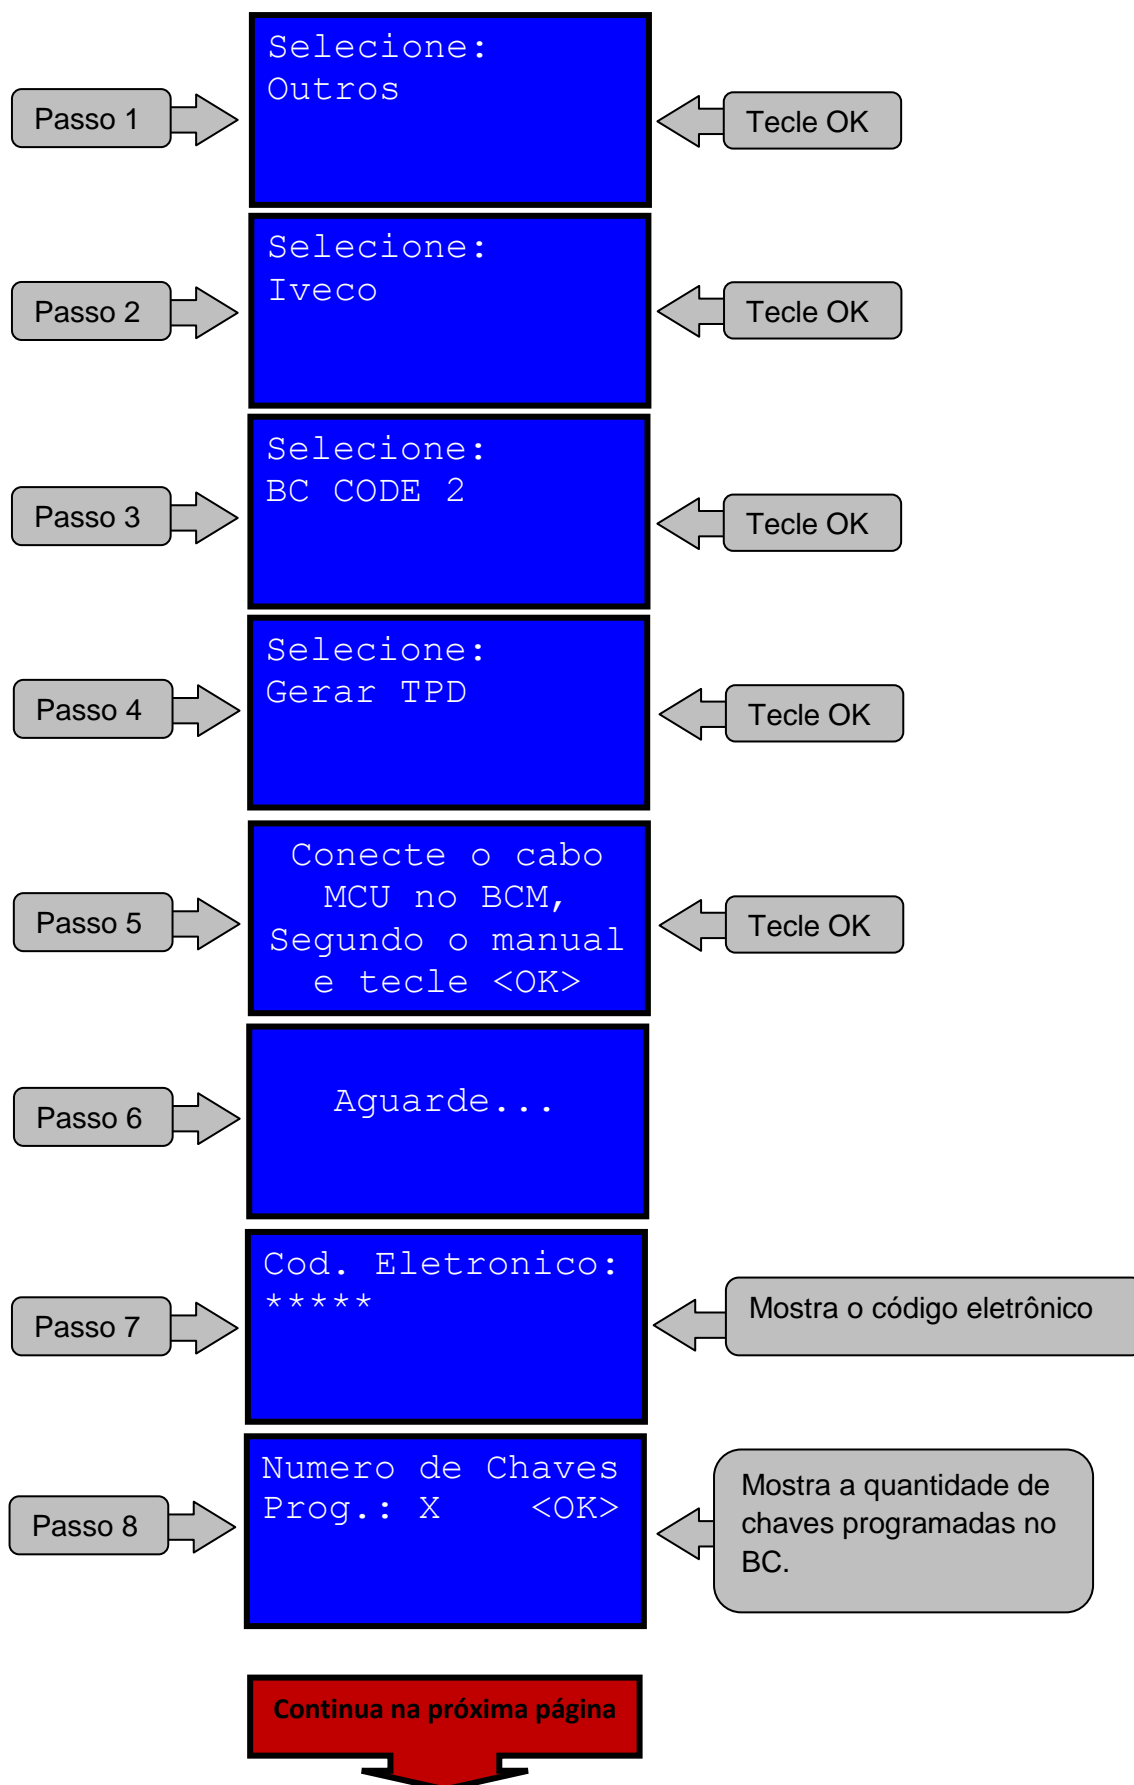 Selecione:
Outros
Passo 1
Tecle OK
Selecione:
Iveco
Passo 2
Tecle OK
Selecione:
BC CODE 2
Passo 3
Tecle OK
Selecione:
Gerar TPD
Passo 4
Tecle OK
Conecte o cabo
MCU no BCM,
Segundo o manual
e tecle <OK>
Passo 5
Tecle OK
Aguarde...
Passo 6
Cod. Eletronico:
*****
Passo 7
Mostra o código eletrônico
Numero de Chaves
Prog.: X <OK>
Passo 8
Mostra a quantidade de
chaves programadas no
BC.
Continua na próxima página